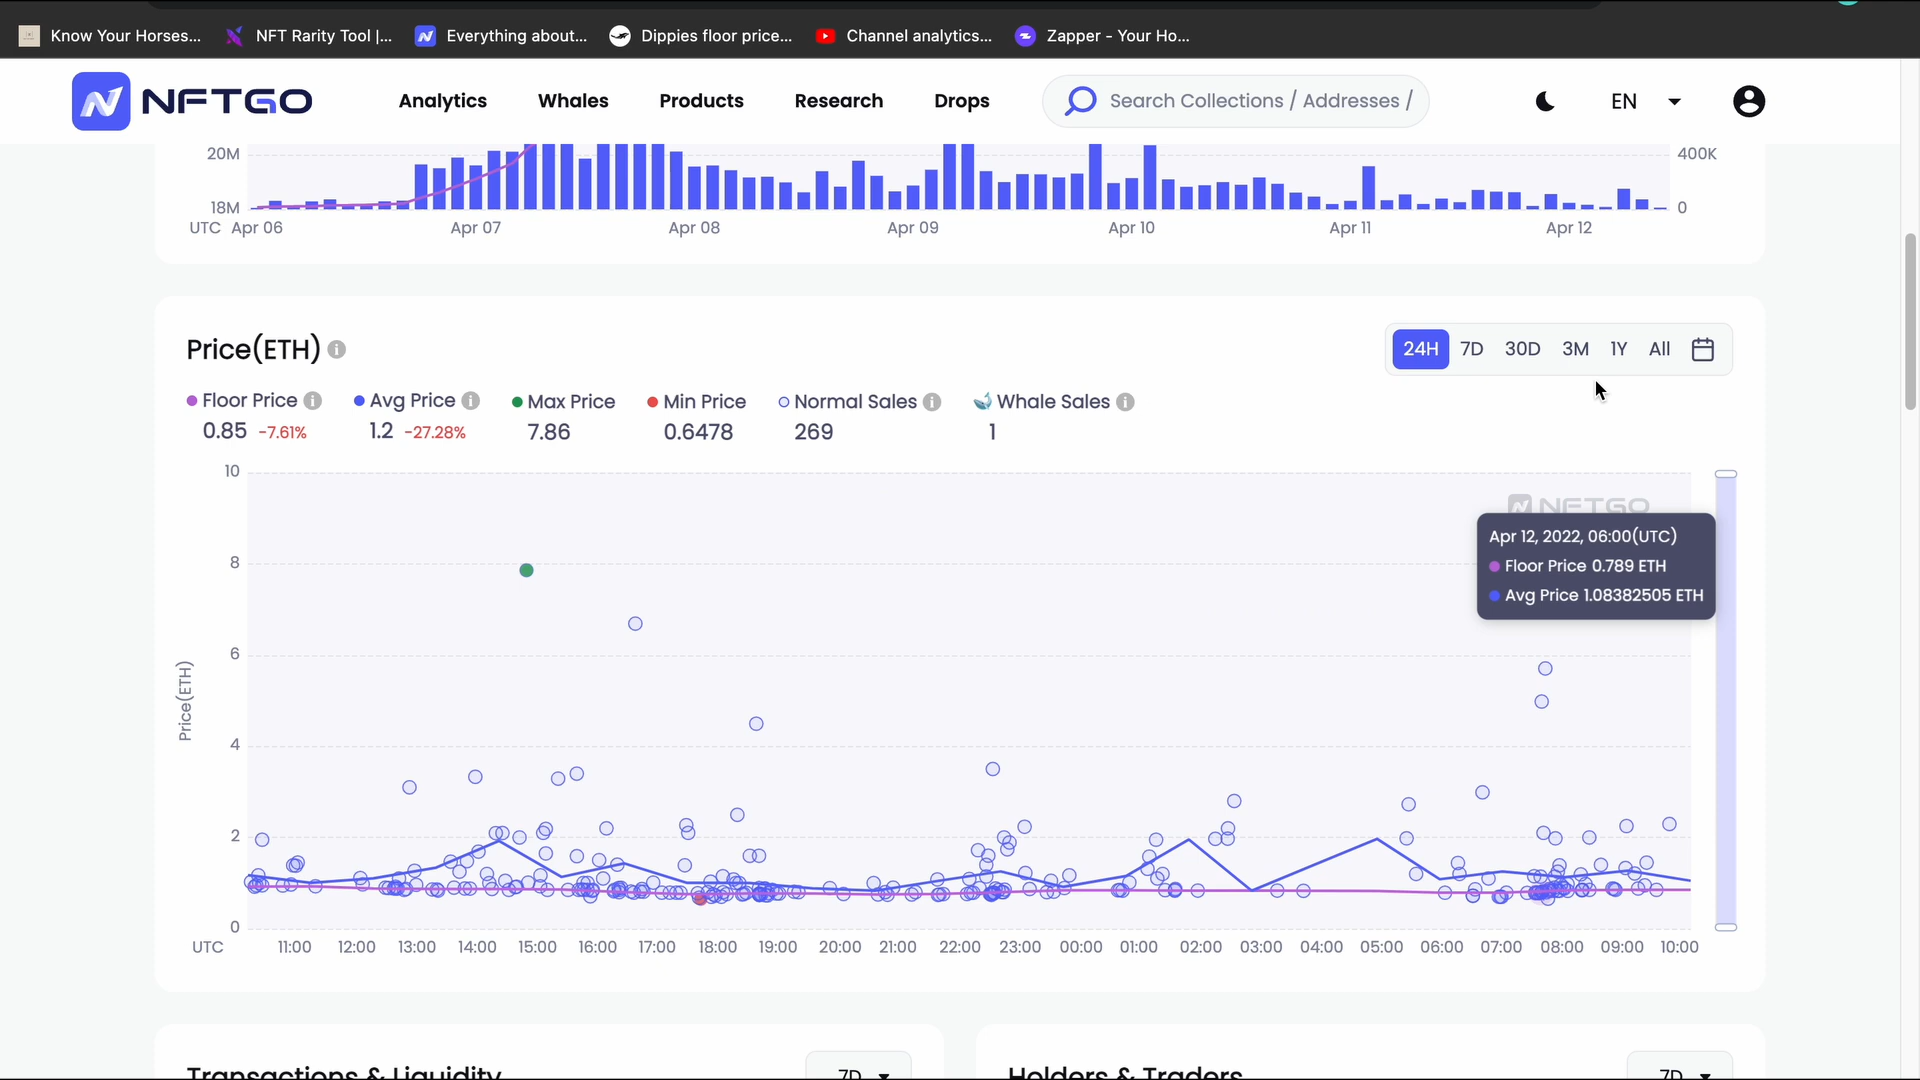 Know Your Horses...
NFT Rarity Tool |...
Everything about...
Dippies floor price...
Channel analytics...
Zapper - Your Ho...
NFTGO
Analytics
Whales
Products
Research
Drops
Search Collections / Addresses /
EN
20M
400K
18M
0
UTC Apr 06 Apr 07 Apr 08 Apr 09 Apr 10 Apr 11 Apr 12
Price(ETH)
24H 7D 30D 3M 1Y All
Floor Price
0.85 -7.61%
Avg Price
1.2 -27.28%
Max Price
7.86
Min Price
0.6478
Normal Sales
269
Whale Sales
1
10
8
6
4
2
0
Price(ETH)
NFTGO
Apr 12, 2022, 06:00(UTC)
Floor Price 0.789 ETH
Avg Price 1.08382505 ETH
UTC 11:00 12:00 13:00 14:00 15:00 16:00 17:00 18:00 19:00 20:00 21:00 22:00 23:00 00:00 01:00 02:00 03:00 04:00 05:00 06:00 07:00 08:00 09:00 10:00
Transactions & Liquidity
7D
Holders & Traders
7D